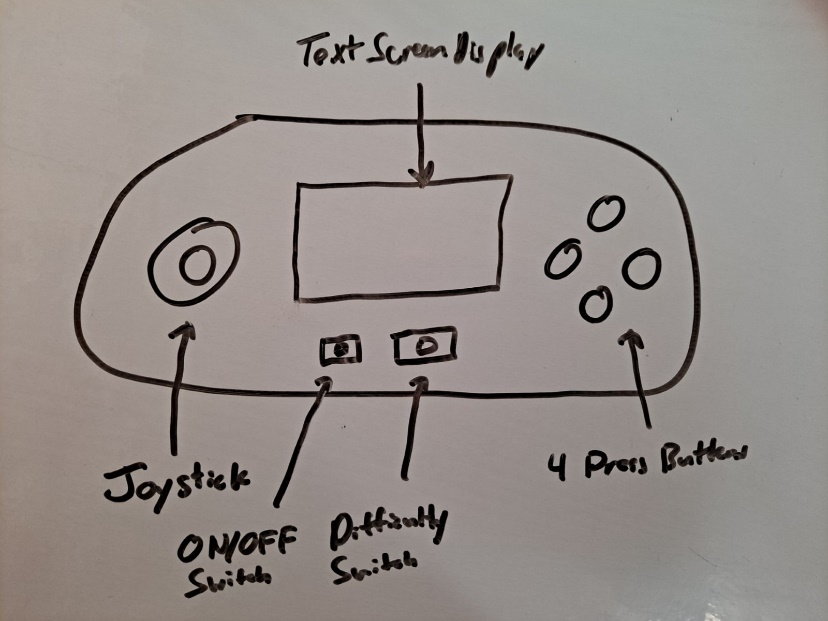 Text Screen Display
Joystick
4 Press Buttons
ON/OFF
Switch
Difficulty
Switch